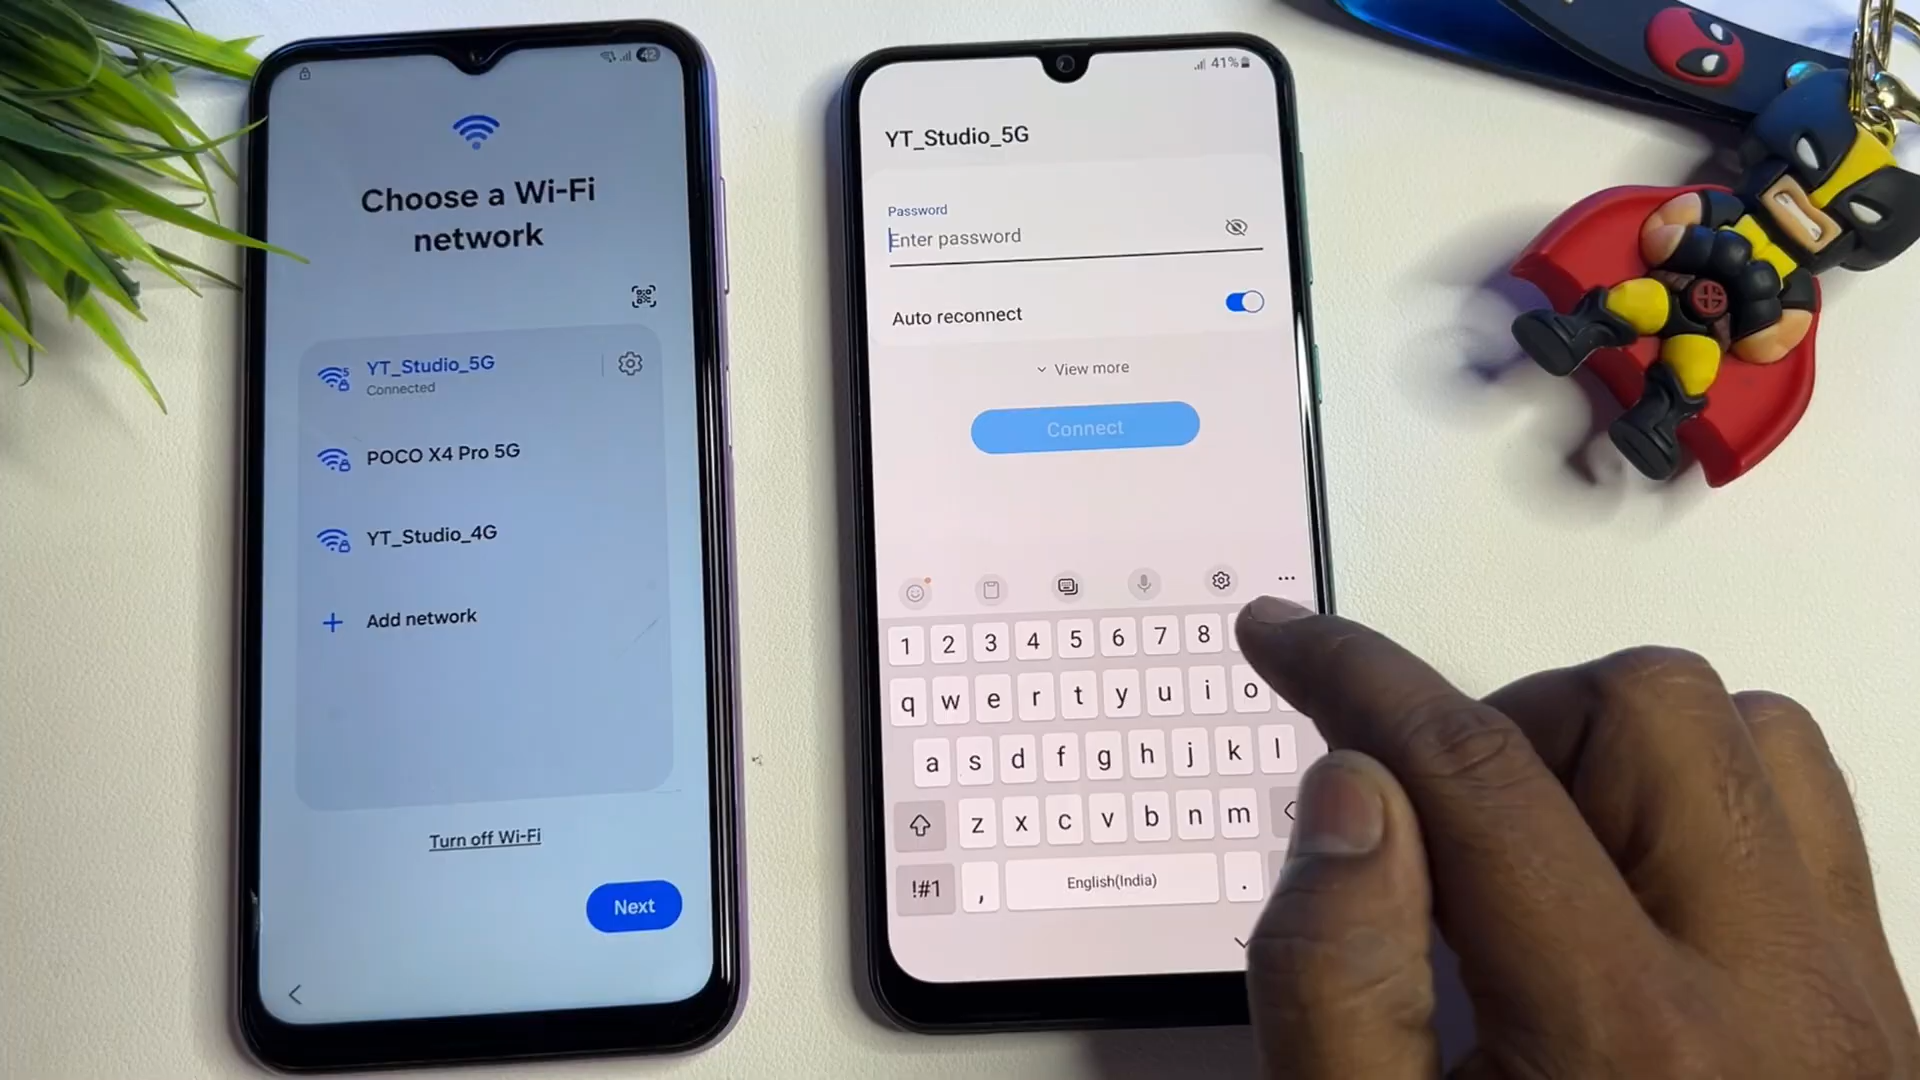 42
Choose a Wi-Fi
network
YT_Studio_5G
Connected
POCO X4 Pro 5G
YT_Studio_4G
Add network
Turn off Wi-Fi
Next
41%
YT_Studio_5G
Password
Enter password
Auto reconnect
View more
Connect
1 2 3 4 5 6 7 8
q w e r t y u i o
a s d f g h j k l
z x c v b n m
!#1 , English(India) .